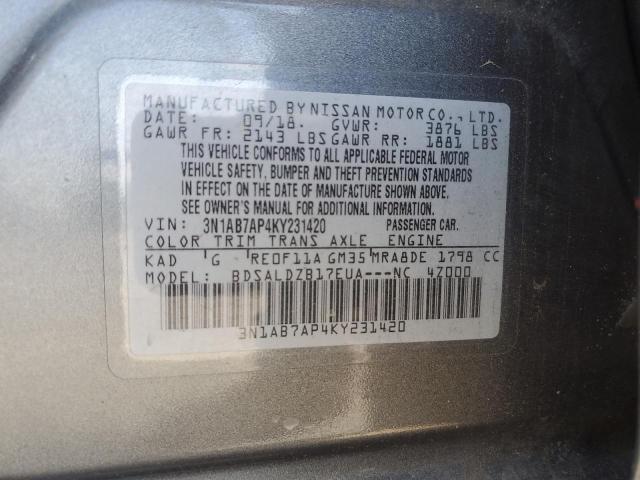 MANUFACTURED BY NISSAN MOTOR CO., LTD.
DATE: 09/18. GVWR: 3876 LBS
GAWR FR: 2143 LBS GAWR RR: 1881 LBS
THIS VEHICLE CONFORMS TO ALL APPLICABLE FEDERAL MOTOR
VEHICLE SAFETY, BUMPER AND THEFT PREVENTION STANDARDS
IN EFFECT ON THE DATE OF MANUFACTURE SHOWN ABOVE.
SEE OWNER'S MANUAL FOR ADDITIONAL INFORMATION.
VIN: 3N1AB7AP4KY231420 PASSENGER CAR.
COLOR TRIM TRANS AXLE ENGINE
KAD G RE0F11A GM35 MRA8DE 1798 CC
MODEL: BDSALDZB17EUA---NC 4Z000
3N1AB7AP4KY231420